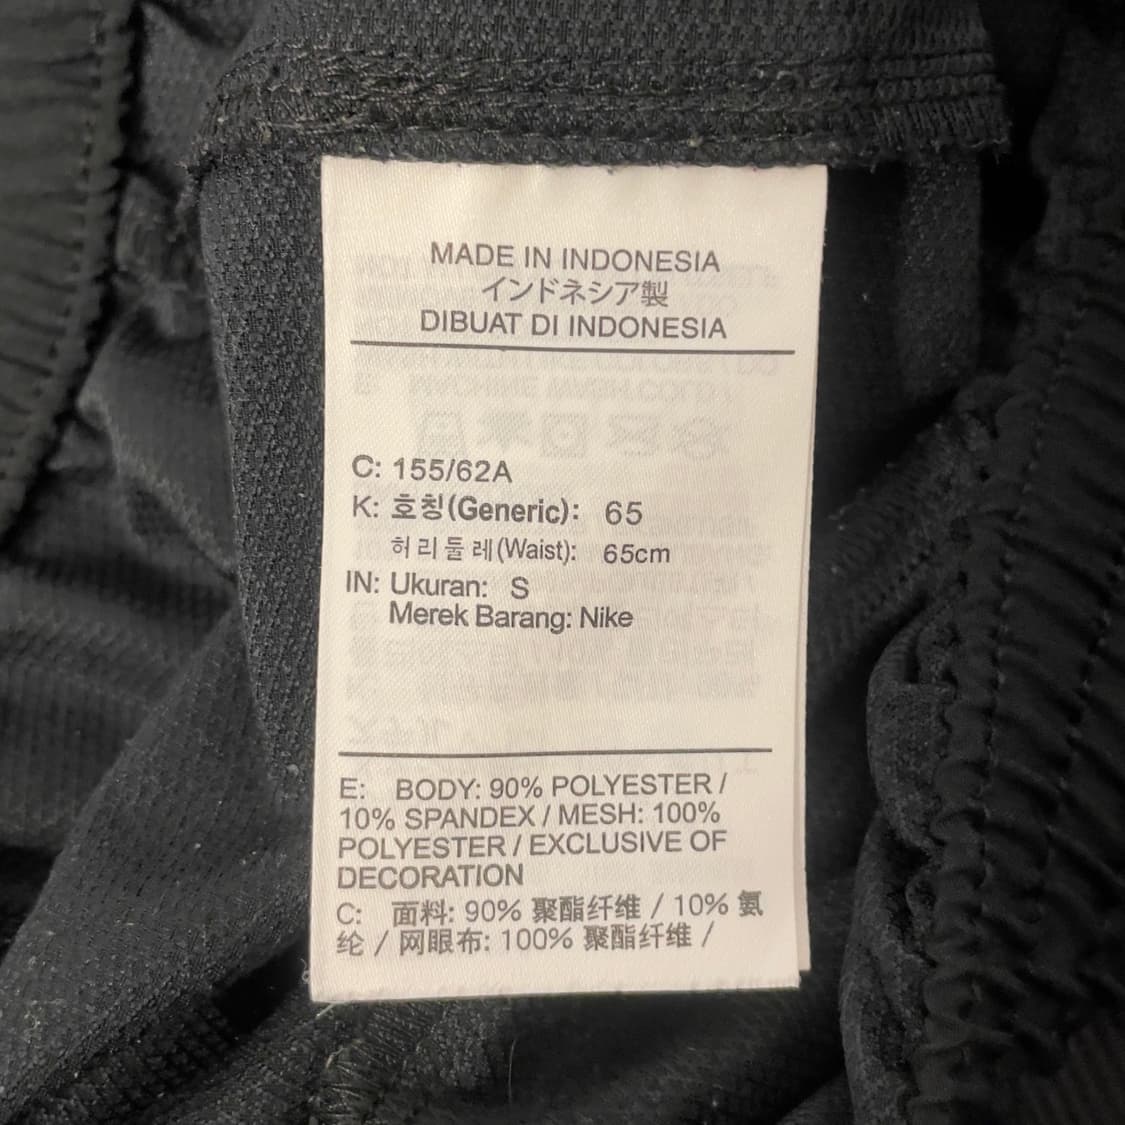 MADE IN INDONESIA
インドネシア製
DIBUAT DI INDONESIA
C: 155/62A
K: 호칭(Generic): 65
허리둘레(Waist): 65cm
IN: Ukuran: S
Merek Barang: Nike
E: BODY: 90% POLYESTER /
10% SPANDEX / MESH: 100%
POLYESTER / EXCLUSIVE OF
DECORATION
C: 面料: 90% 聚酯纤维 / 10% 氨
纶 / 网眼布: 100% 聚酯纤维 /